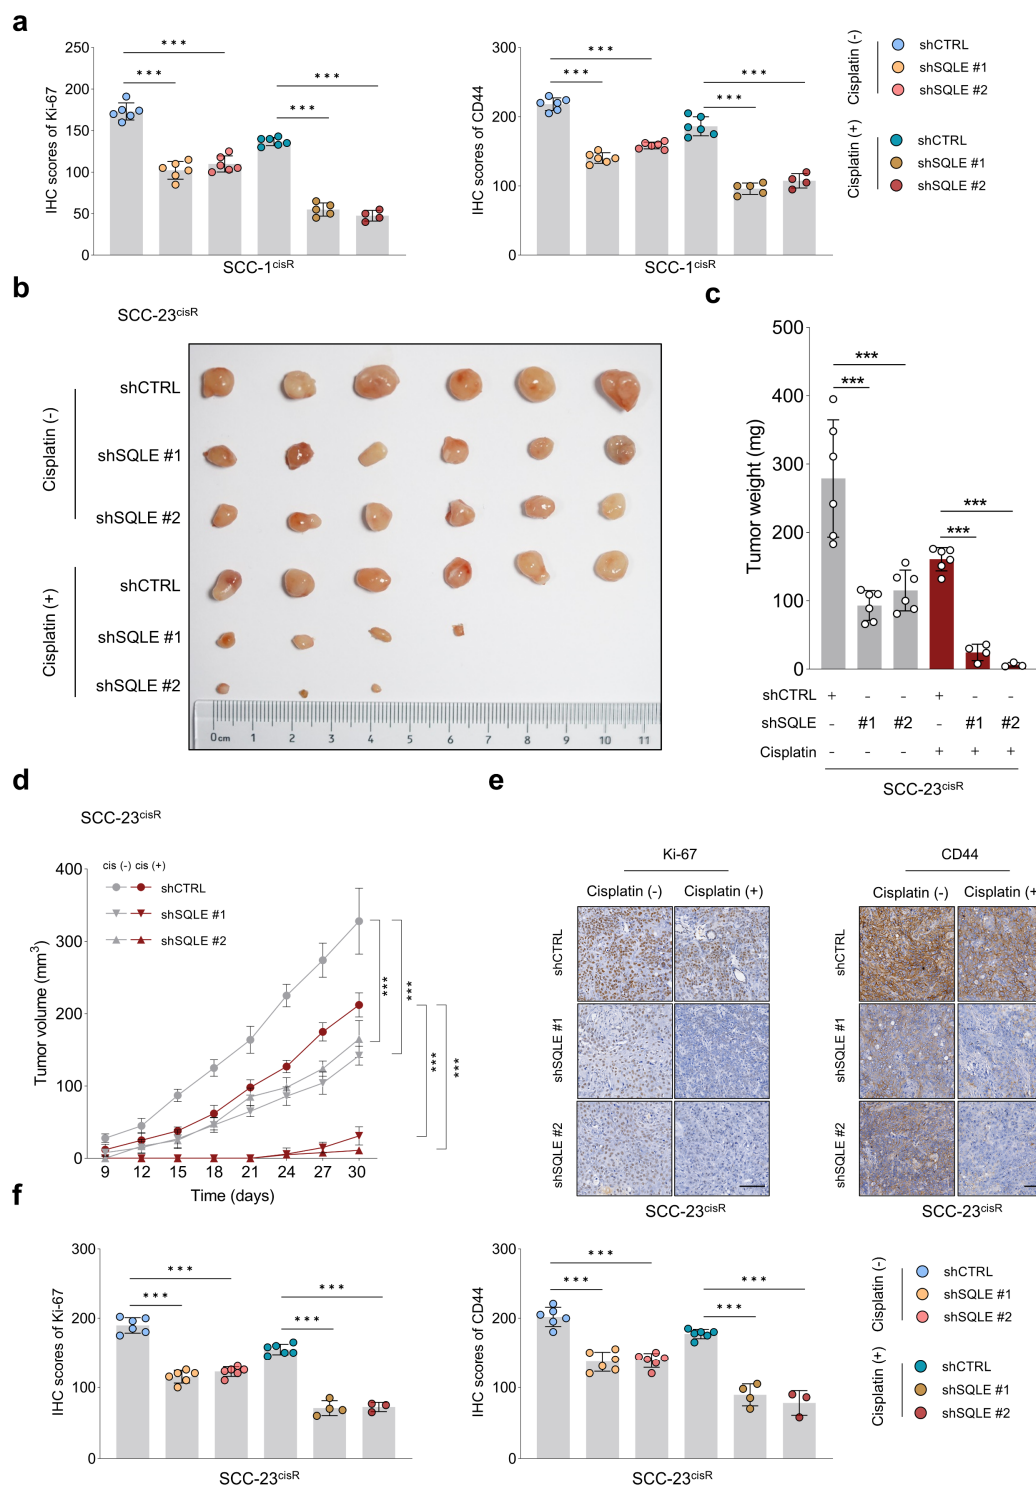 a
250
200
150
100
50
0
IHC scores of Ki-67
***
***
***
***
SCC-1cisR
300
200
100
0
IHC scores of CD44
***
***
***
***
SCC-1cisR
Cisplatin (-)
shCTRL
shSQLE #1
shSQLE #2
Cisplatin (+)
shCTRL
shSQLE #1
shSQLE #2
b
SCC-23cisR
Cisplatin (-)
shCTRL
shSQLE #1
shSQLE #2
Cisplatin (+)
shCTRL
shSQLE #1
shSQLE #2
0cm 1 2 3 4 5 6 7 8 9 10 11
c
500
400
300
200
100
0
Tumor weight (mg)
***
***
***
***
shCTRL + - - + - -
shSQLE - #1 #2 - #1 #2
Cisplatin - - - + + +
SCC-23cisR
d
SCC-23cisR
cis (-) cis (+)
shCTRL
shSQLE #1
shSQLE #2
400
300
200
100
0
Tumor volume (mm3)
9 12 15 18 21 24 27 30
Time (days)
***
***
***
***
e
Ki-67
Cisplatin (-) Cisplatin (+)
shCTRL
shSQLE #1
shSQLE #2
SCC-23cisR
CD44
Cisplatin (-) Cisplatin (+
shCTRL
shSQLE #1
shSQLE #2
SCC-23cisR
f
300
200
100
0
IHC scores of Ki-67
***
***
***
***
SCC-23cisR
300
200
100
0
IHC scores of CD44
***
***
***
***
SCC-23cisR
Cisplatin (-)
shCTRL
shSQLE #1
shSQLE #2
Cisplatin (+)
shCTRL
shSQLE #1
shSQLE #2